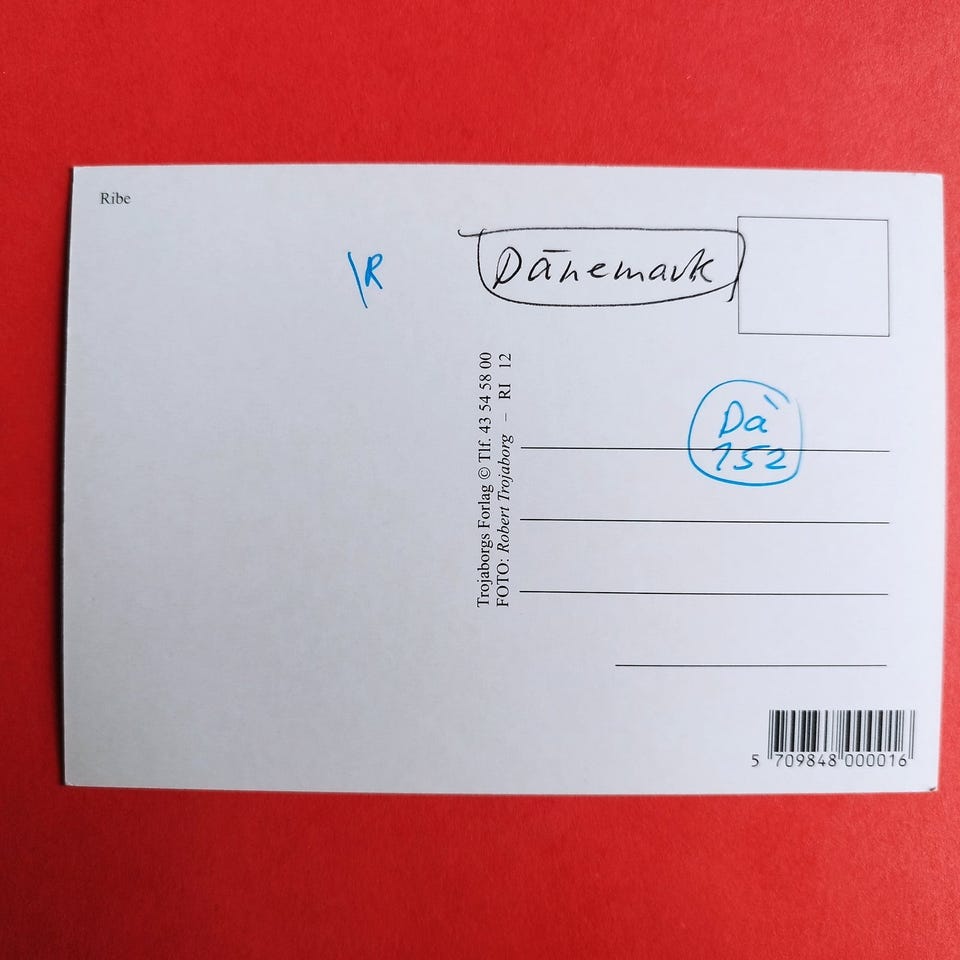 Ribe
\R
Dänemark
Trojaborgs Forlag © Tlf. 43 54 58 00
FOTO: Robert Trojaborg – RI 12
Dä
152
5 709848 000016